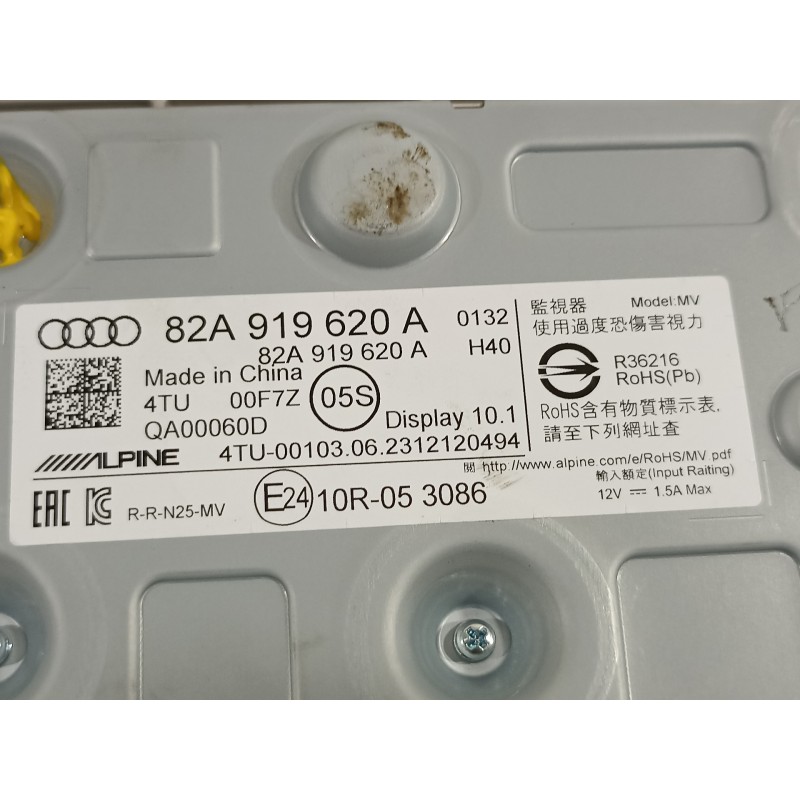 82A 919 620 A 0132
82A 919 620 A H40
Made in China
4TU 00F7Z 05S
QA00060D Display 10.1
ALPINE 4TU-00103.06.2312120494
EAC R-R-N25-MV E24 10R-05 3086
監視器 Model:MV
使用過度恐傷害視力
R36216
RoHS(Pb)
RoHS含有物質標示表.
請至下列網址查
閱 http://www.alpine.com/e/RoHS/MV.pdf
輸入額定(Input Raiting)
12V 1.5A Max